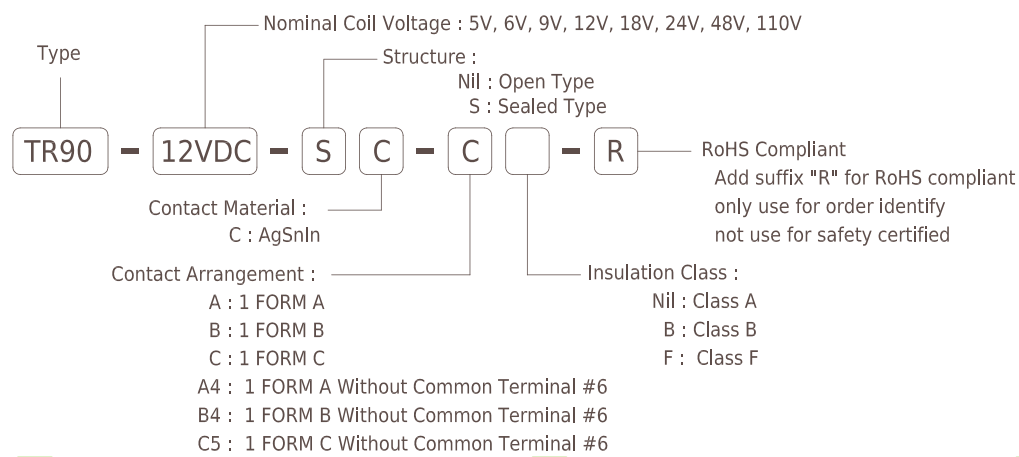 Nominal Coil Voltage : 5V, 6V, 9V, 12V, 18V, 24V, 48V, 110V
Type
Structure :
Nil : Open Type
S : Sealed Type
TR90 - 12VDC - S C - C - R
RoHS Compliant
Add suffix "R" for RoHS compliant
only use for order identify
not use for safety certified
Contact Material :
C : AgSnIn
Contact Arrangement :
A : 1 FORM A
B : 1 FORM B
C : 1 FORM C
A4 : 1 FORM A Without Common Terminal #6
B4 : 1 FORM B Without Common Terminal #6
C5 : 1 FORM C Without Common Terminal #6
Insulation Class :
Nil : Class A
B : Class B
F : Class F